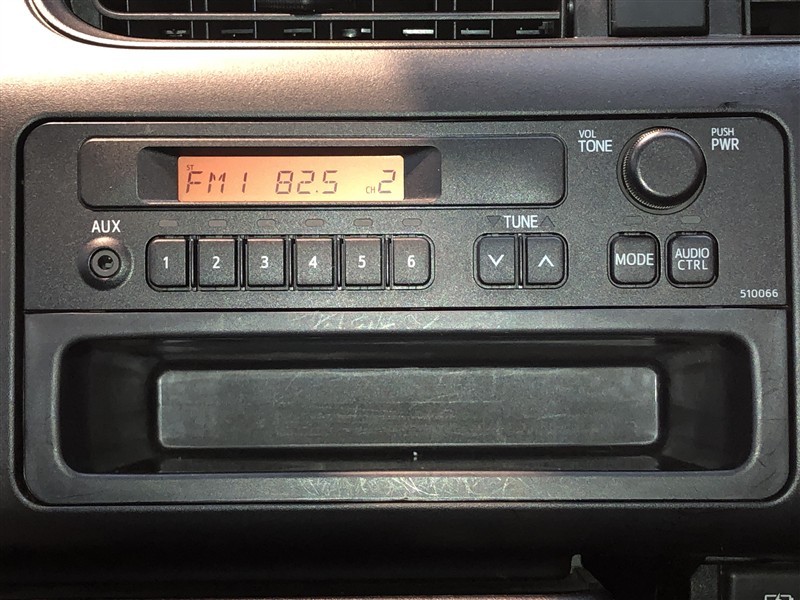 ST
FM1 82.5 CH 2
VOL
TONE
PUSH
PWR
AUX
TUNE
1 2 3 4 5 6
MODE
AUDIO
CTRL
510066